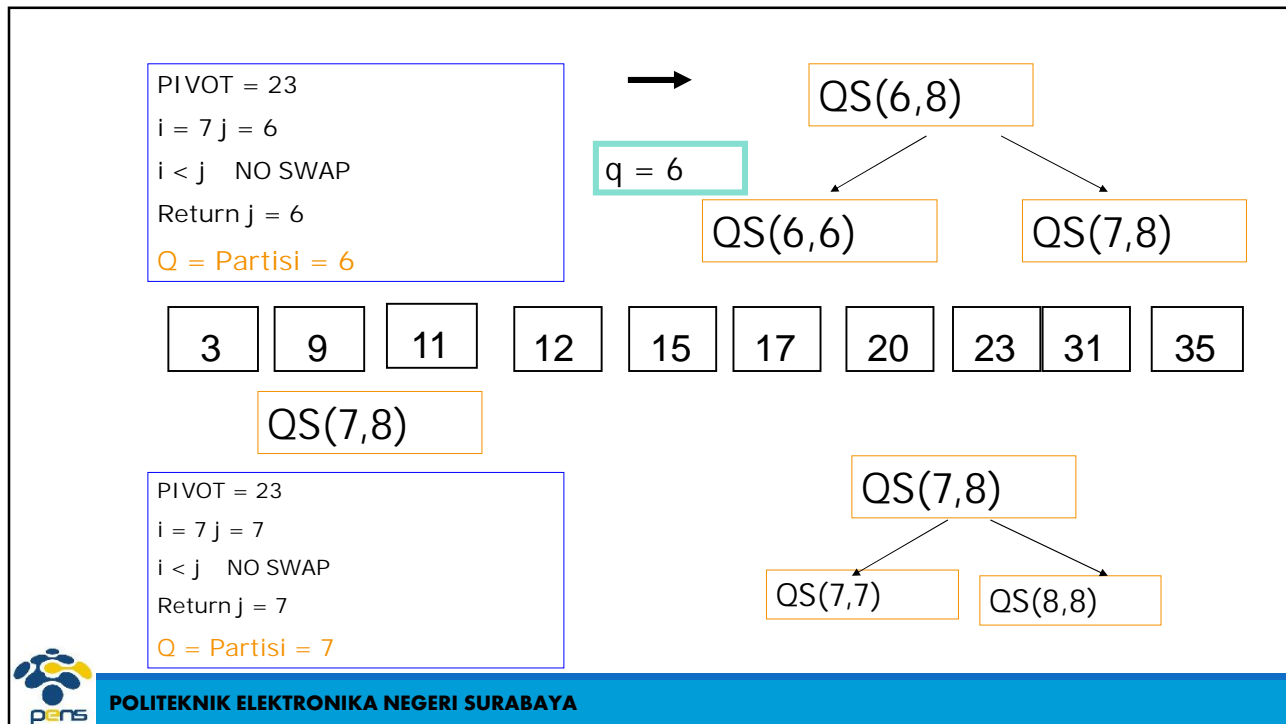 PIVOT = 23
i = 7 j = 6
i < j NO SWAP
Return j = 6
Q = Partisi = 6
q = 6
QS(6,8)
QS(6,6)
QS(7,8)
3 9 11 12 15 17 20 23 31 35
QS(7,8)
PIVOT = 23
i = 7 j = 7
i < j NO SWAP
Return j = 7
Q = Partisi = 7
QS(7,8)
QS(7,7)
QS(8,8)
pens
POLITEKNIK ELEKTRONIKA NEGERI SURABAYA